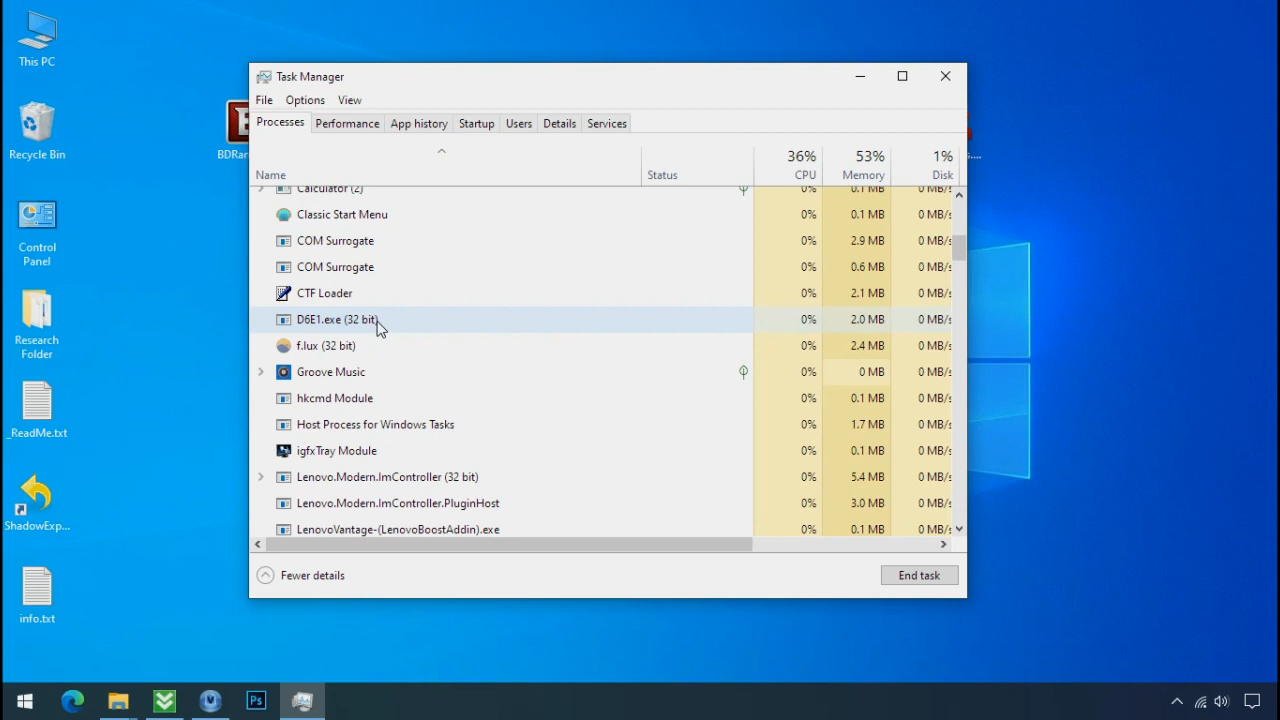 This PC
Recycle Bin
Control
Panel
Research
Folder
_ReadMe.txt
ShadowExp...
info.txt
Task Manager
File Options View
Processes Performance App history Startup Users Details Services
36% 53% 1%
Name Status CPU Memory Disk
Calculator (2) 0% 0.1 MB 0 MB/s
Classic Start Menu 0% 0.1 MB 0 MB/s
COM Surrogate 0% 2.9 MB 0 MB/s
COM Surrogate 0% 0.6 MB 0 MB/s
CTF Loader 0% 2.1 MB 0 MB/s
D6E1.exe (32 bit) 0% 2.0 MB 0 MB/s
f.lux (32 bit) 0% 2.4 MB 0 MB/s
Groove Music 0% 0 MB 0 MB/s
hkcmd Module 0% 0.1 MB 0 MB/s
Host Process for Windows Tasks 0% 1.7 MB 0 MB/s
igfxTray Module 0% 0.1 MB 0 MB/s
Lenovo.Modern.ImController (32 bit) 0% 5.4 MB 0 MB/s
Lenovo.Modern.ImController.PluginHost 0% 3.0 MB 0 MB/s
LenovoVantage-(LenovoBoostAddin).exe 0% 0.1 MB 0 MB/s
Fewer details End task
Ps